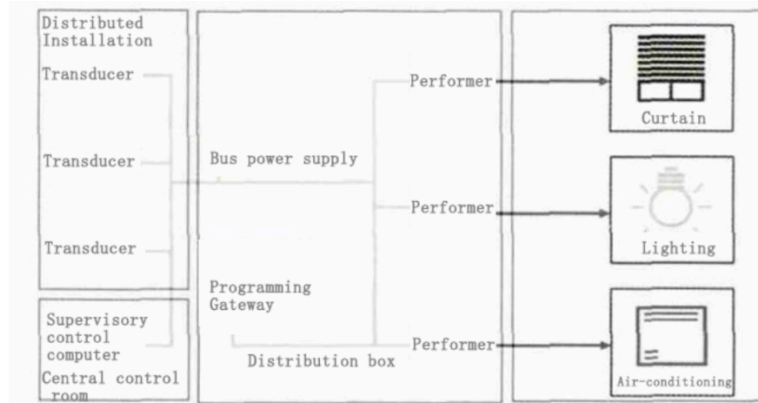 Distributed
Installation
Transducer
Transducer
Transducer
Supervisory
control
computer
Central control
room
Bus power supply
Programming
Gateway
Distribution box
Performer
Performer
Performer
Curtain
Lighting
Air-conditioning